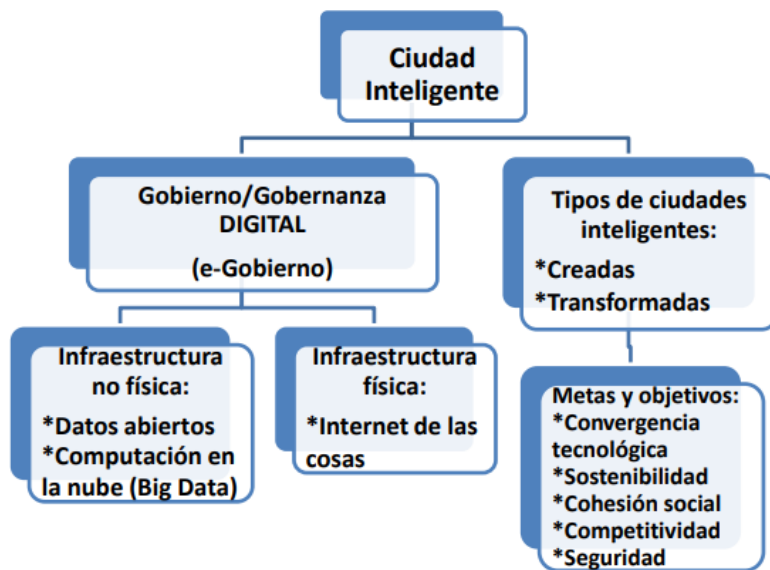 Ciudad
Inteligente
Gobierno/Gobernanza
DIGITAL
(e-Gobierno)
Tipos de ciudades
inteligentes:
*Creadas
*Transformadas
Infraestructura
no física:
*Datos abiertos
*Computación en
la nube (Big Data)
Infraestructura
física:
*Internet de las
cosas
Metas y objetivos:
*Convergencia
tecnológica
*Sostenibilidad
*Cohesión social
*Competitividad
*Seguridad